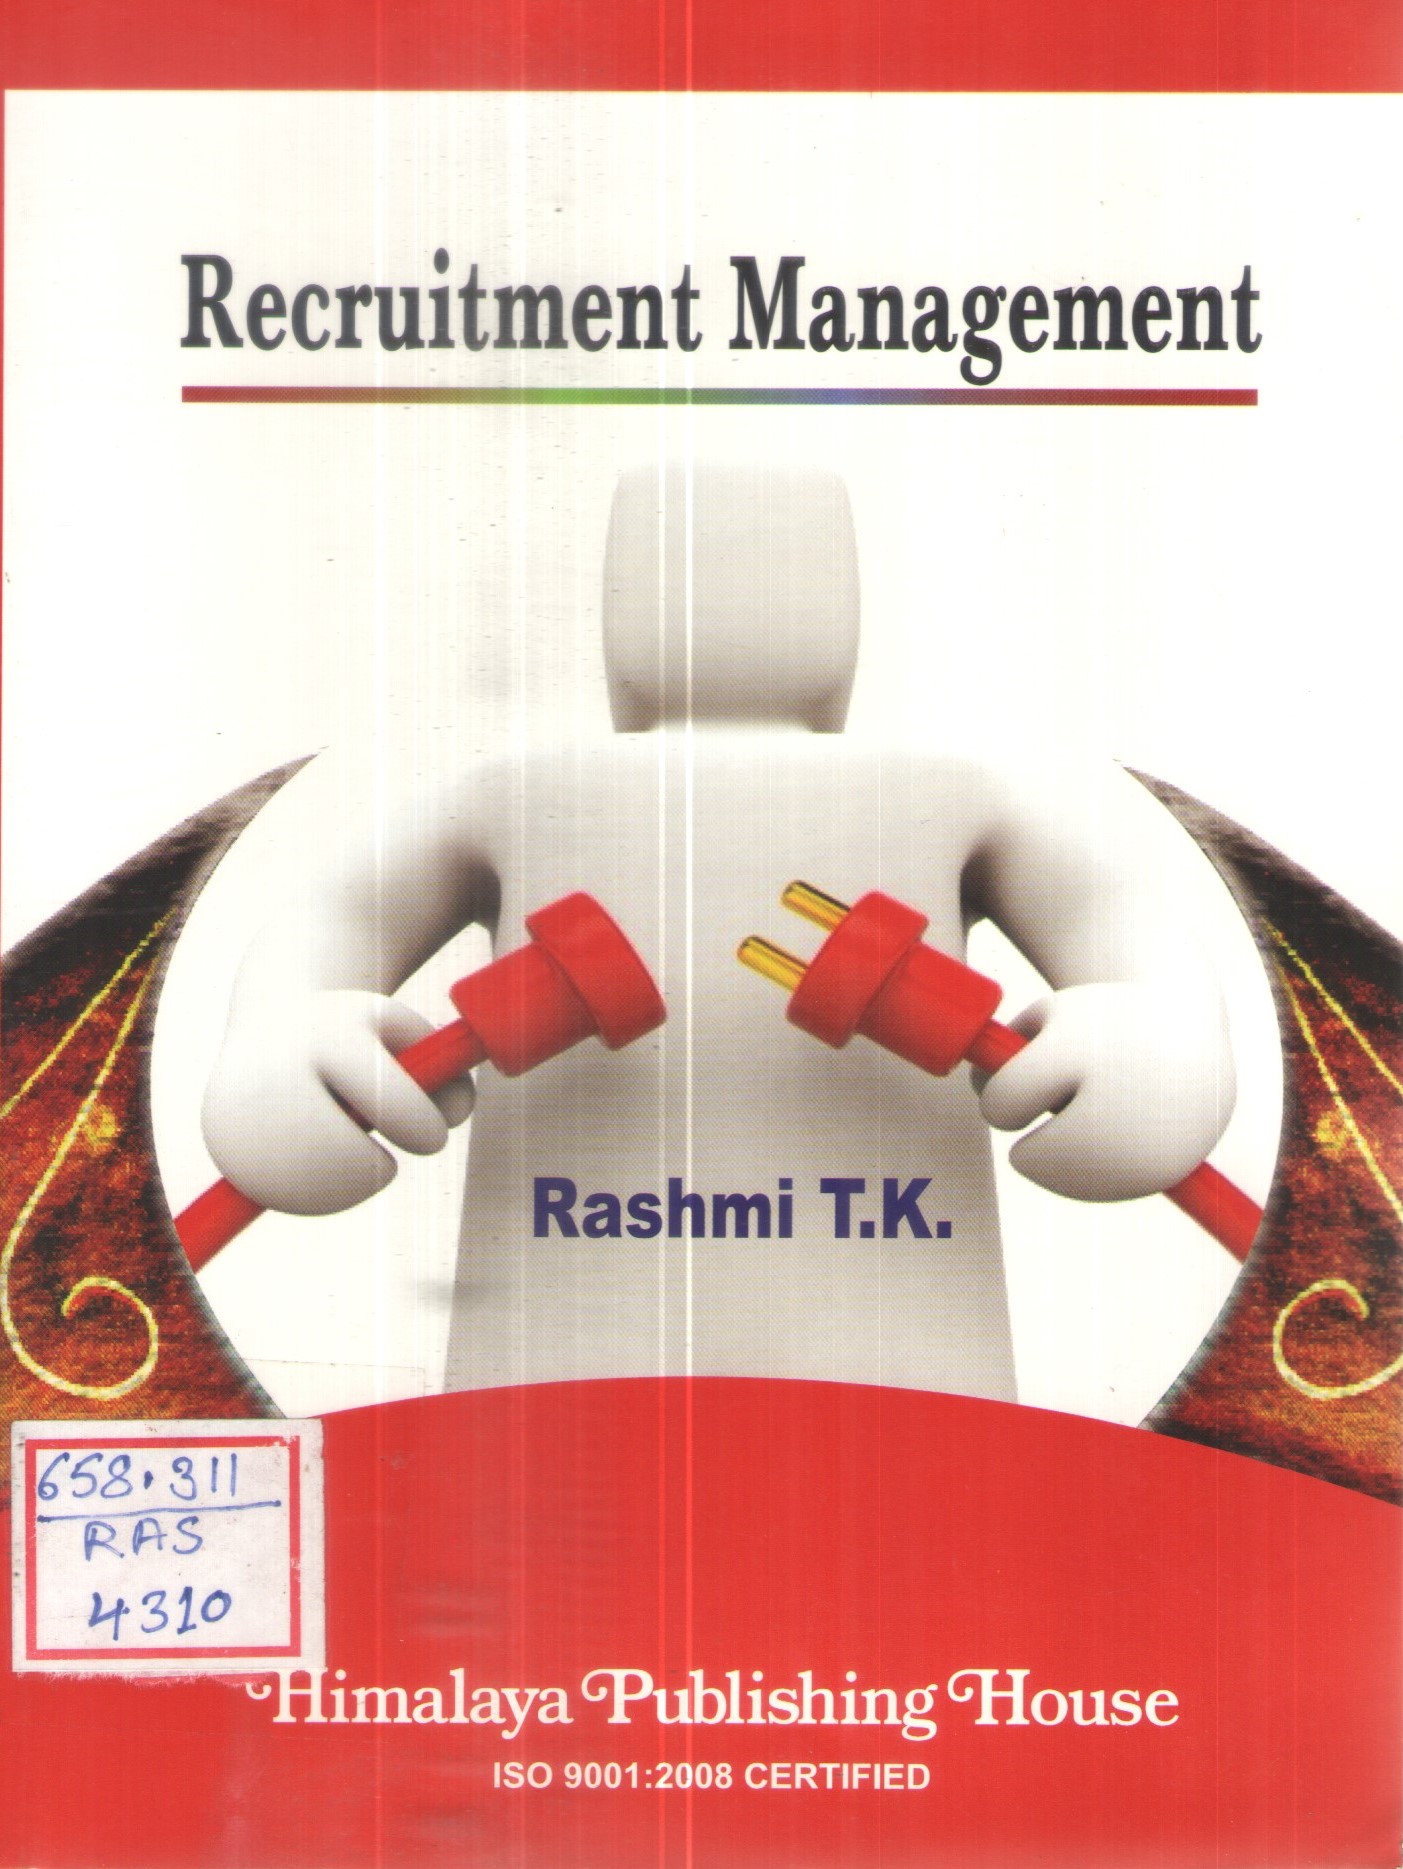 Recruitment Management
Rashmi T.K.
658.311
RAS
4310
Himalaya Publishing House
ISO 9001:2008 CERTIFIED